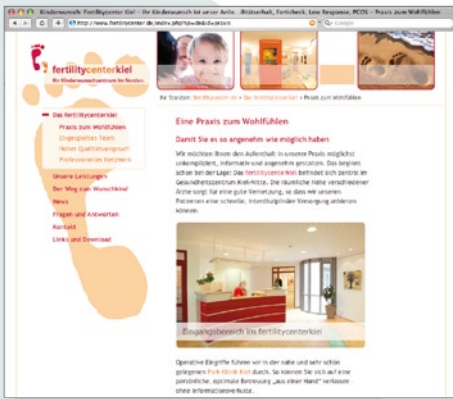 Kinderwunsch: Fertilitycenter Kiel – Ihr Kinderwunsch ist unser Anlie...ilitätserhalt, Ferticheck, Low Response, PCOS – Praxis zum Wohlfühlen.
fertilitycenterkiel
Ihr Kinderwunschzentrum im Norden.
Ihr Standort: > Das fertilitycenterkiel > Praxis zum Wohlfühlen
Das fertilitycenterkiel
Praxis zum Wohlfühlen
Eingespieltes Team
Hoher Qualitätsanspruch
Professionelles Netzwerk
Unsere Leistungen
Der Weg zum Wunschkind
News
Fragen und Antworten
Kontakt
Links und Download
Eine Praxis zum Wohlfühlen
Damit Sie es so angenehm wie möglich haben
Wir möchten Ihnen den Aufenthalt in unserer Praxis möglichst
unkompliziert, informativ und angenehm gestalten. Das beginnt
schon bei der Lage: Das fertilitycenterkiel befindet sich zentral im
Gesundheitszentrum Kiel-Mitte. Die räumliche Nähe verschiedener
Ärzte sorgt für eine gute Vernetzung, so dass wir unseren
Patienten eine schnelle, interdisziplinäre Versorgung anbieten
können.
Eingangsbereich im fertilitycenterkiel
Operative Eingriffe führen wir in der nahe und sehr schön
gelegenen Park-Klinik Kiel durch. So können Sie sich auf eine
persönliche, optimale Betreuung „aus einer Hand" verlassen –
ohne Informationsverluste.